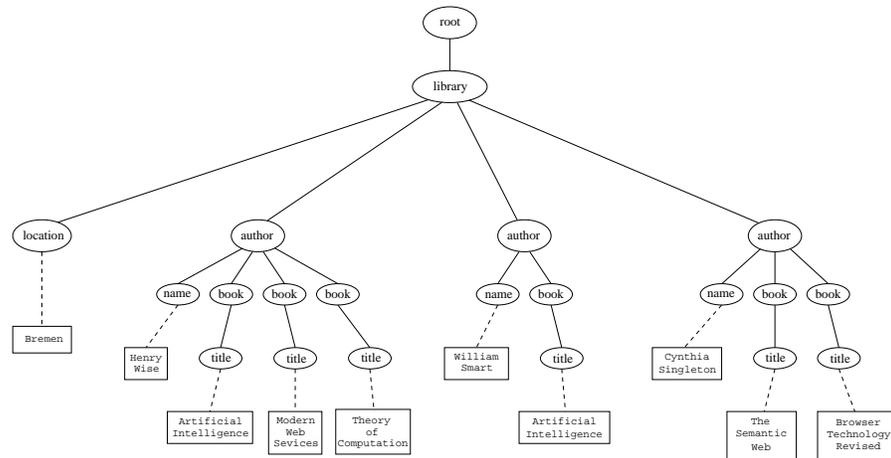 root
library
location
author
author
author
name
book
book
book
name
book
name
book
book
Bremen
Henry
Wise
title
title
title
William
Smart
title
Cynthia
Singleton
title
title
Artificial
Intelligence
Modern
Web
Sevices
Theory
of
Computation
Artificial
Intelligence
The
Semantic
Web
Browser
Technology
Revised